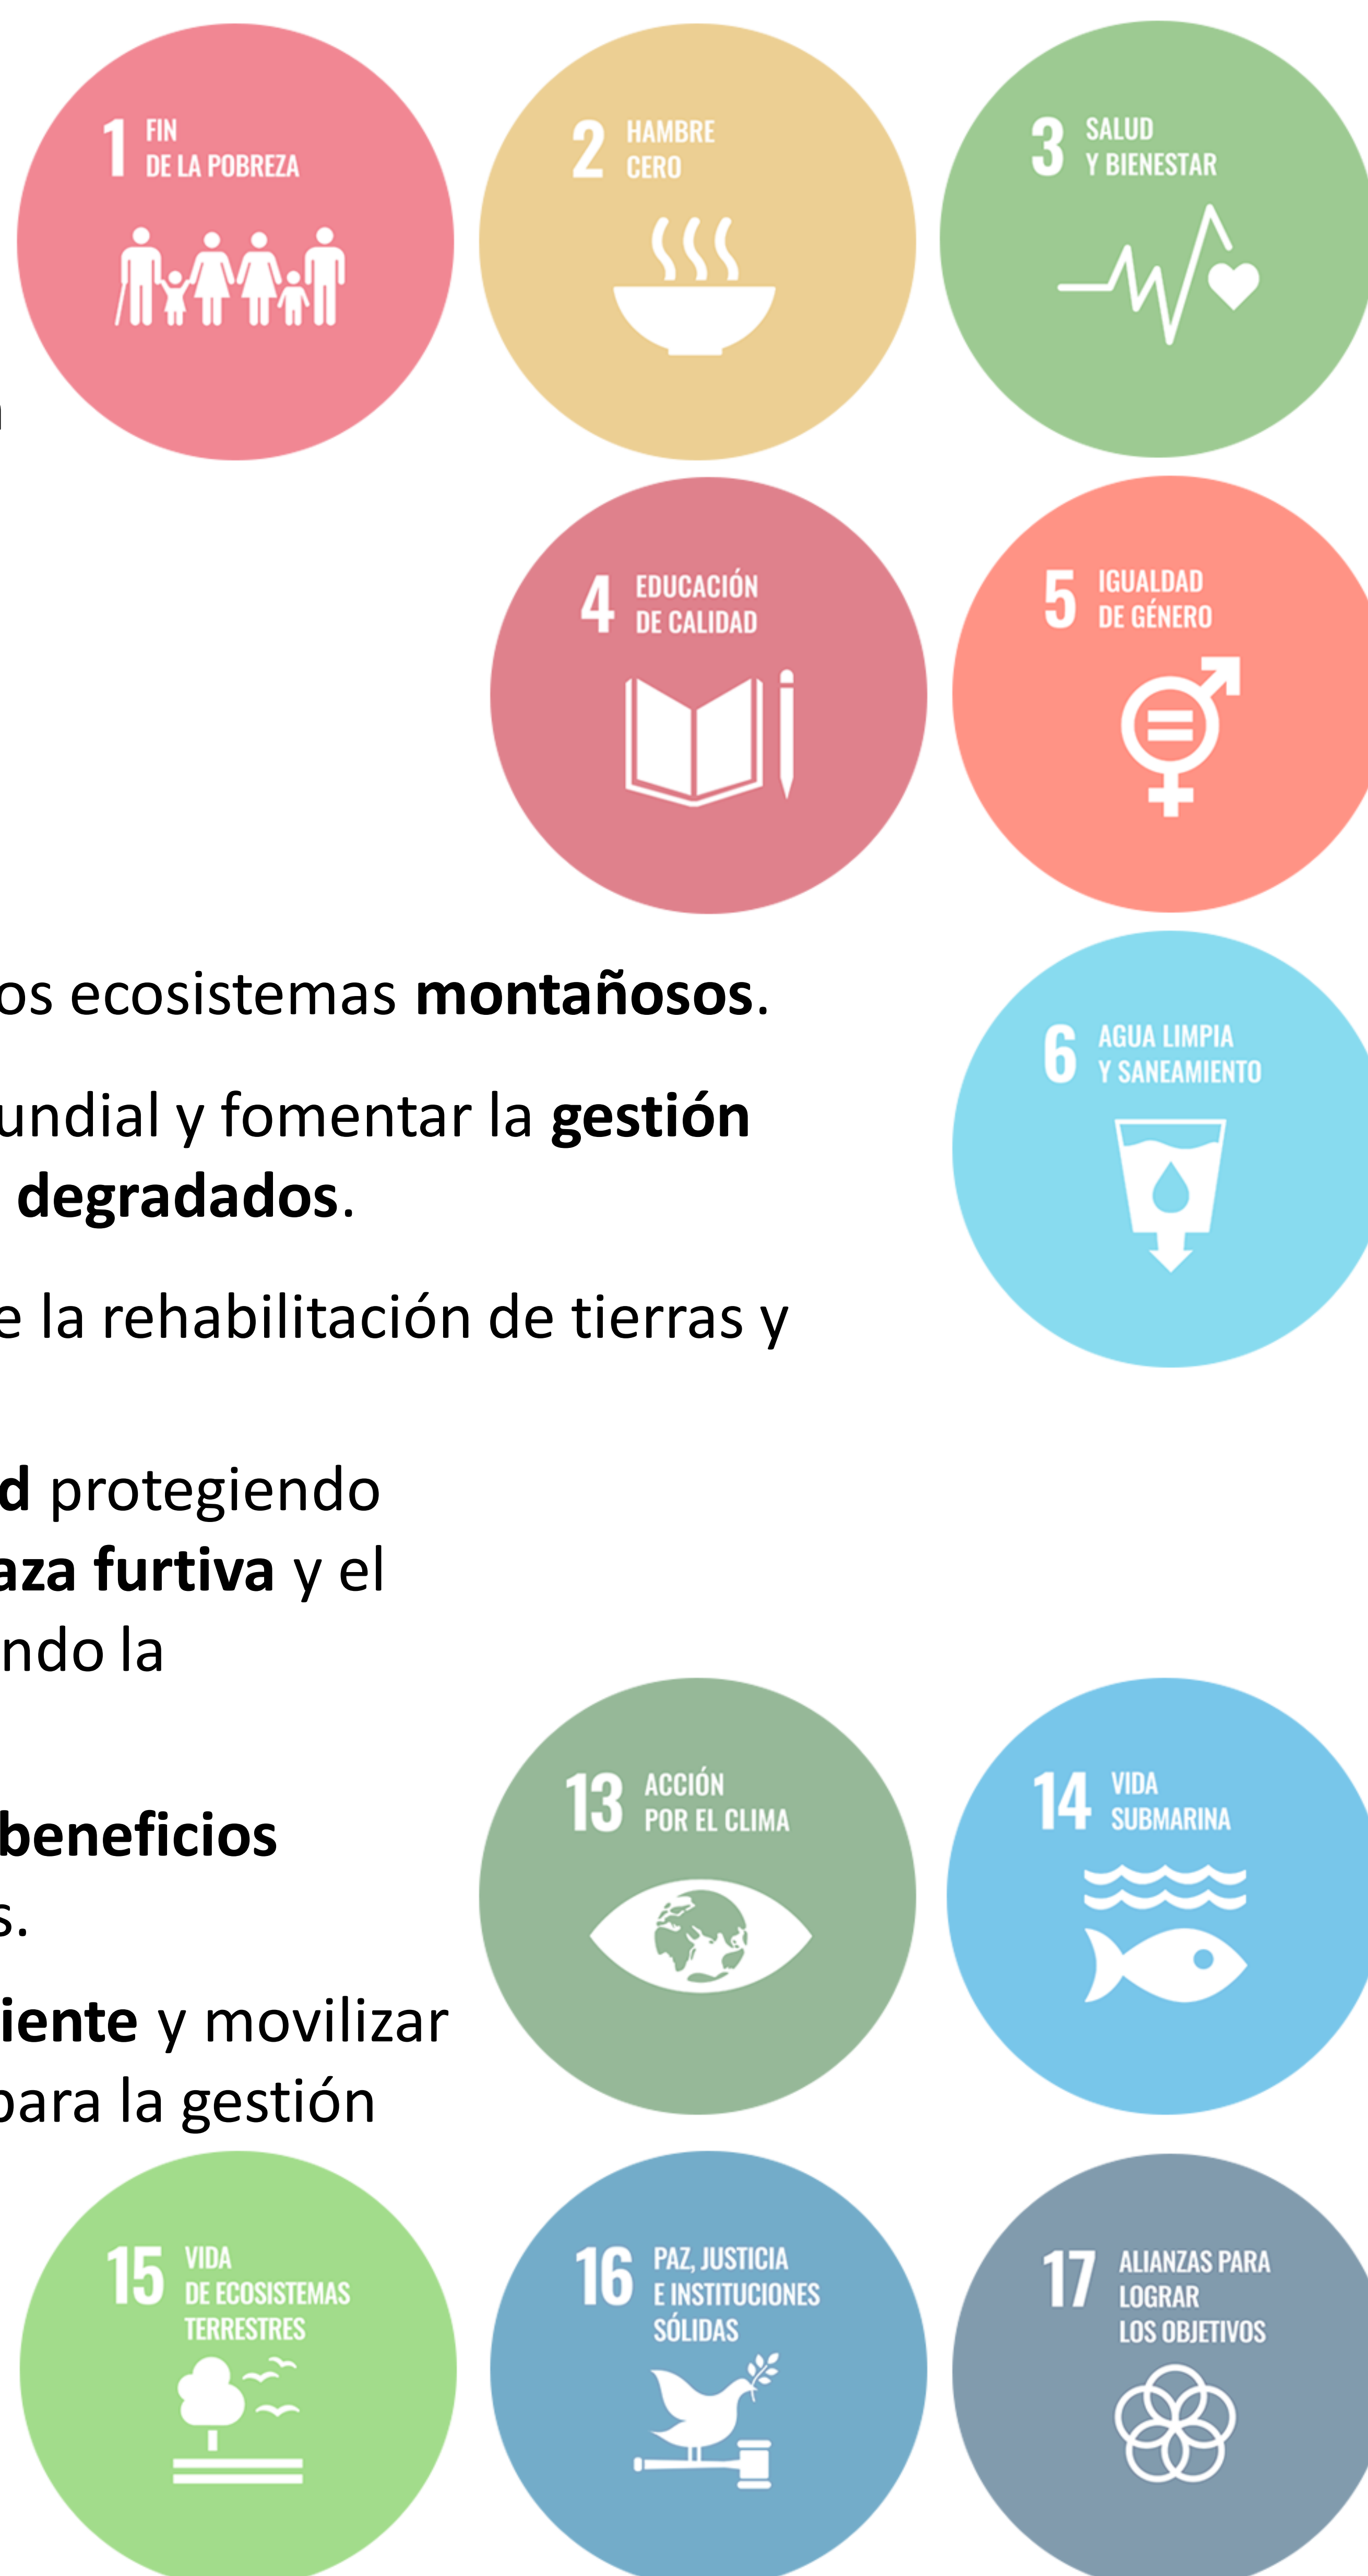 1 FIN
DE LA POBREZA
2 HAMBRE
CERO
3 SALUD
Y BIENESTAR
4 EDUCACIÓN
DE CALIDAD
5 IGUALDAD
DE GÉNERO
os ecosistemas montañosos.
6 AGUA LIMPIA
Y SANEAMIENTO
undial y fomentar la gestión
degradados.
e la rehabilitación de tierras y
d protegiendo
aza furtiva y el
ndo la
13 ACCIÓN
POR EL CLIMA
14 VIDA
SUBMARINA
beneficios
s.
iente y movilizar
para la gestión
15 VIDA
DE ECOSISTEMAS
TERRESTRES
16 PAZ, JUSTICIA
E INSTITUCIONES
SÓLIDAS
17 ALIANZAS PARA
LOGRAR
LOS OBJETIVOS